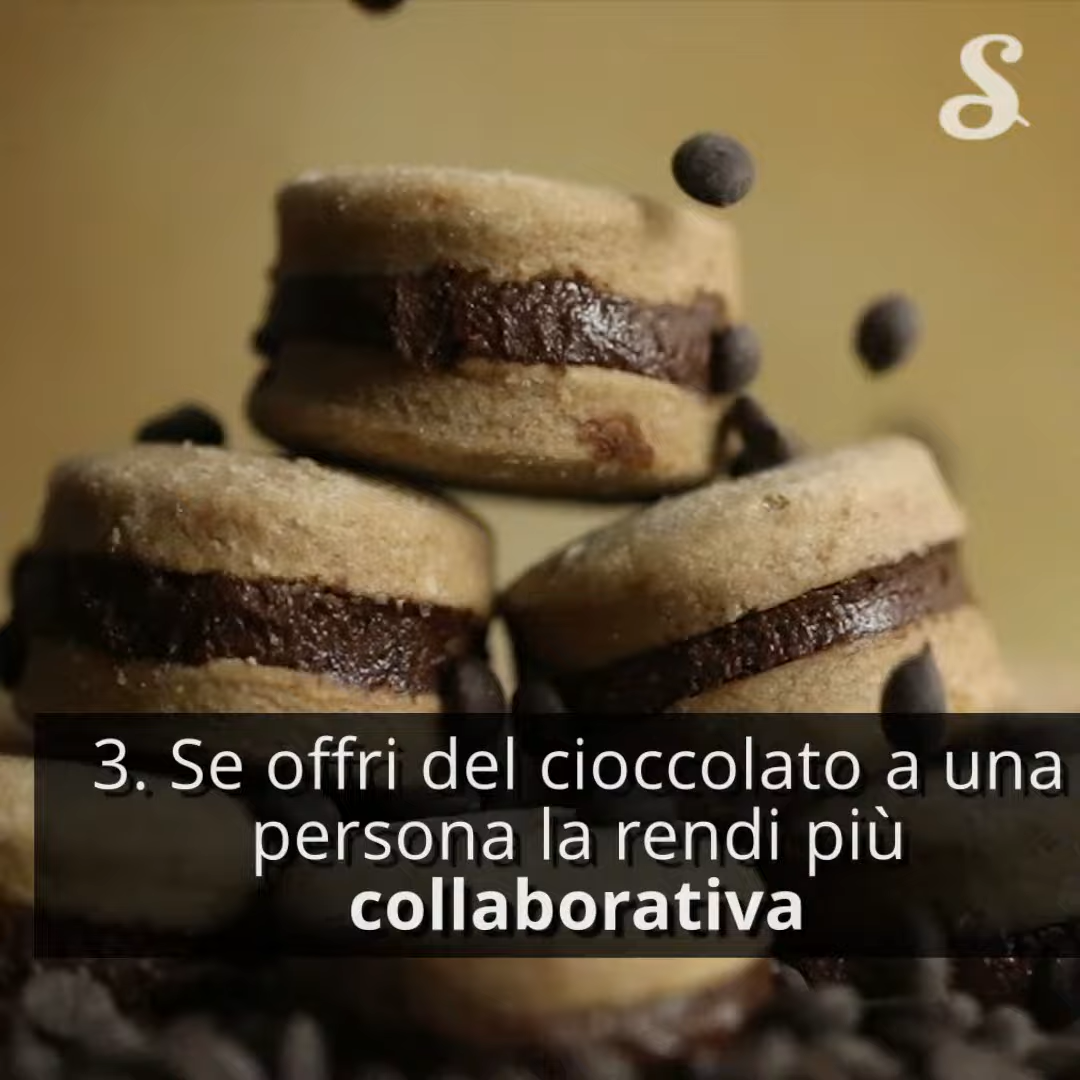 S
3. Se offri del cioccolato a una
persona la rendi più
collaborativa